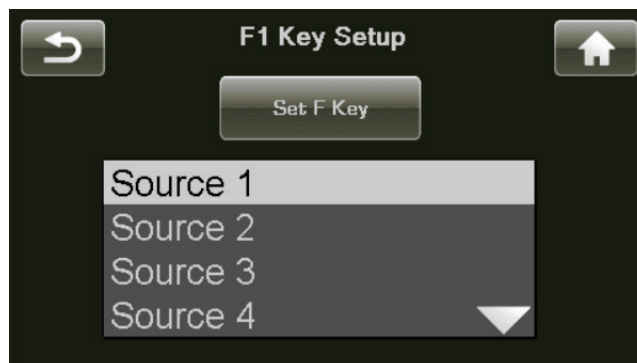 F1 Key Setup
Set F Key
Source 1
Source 2
Source 3
Source 4